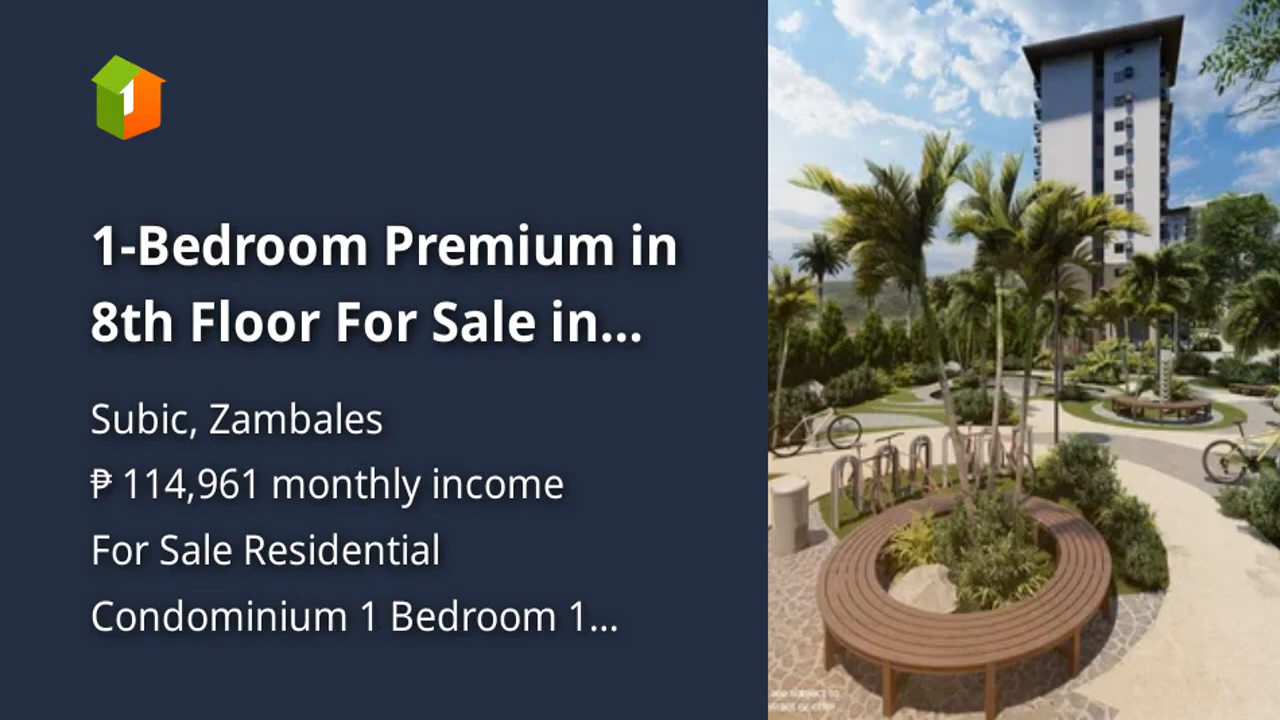 1-Bedroom Premium in
8th Floor For Sale in...
Subic, Zambales
₱ 114,961 monthly income
For Sale Residential
Condominium 1 Bedroom 1...